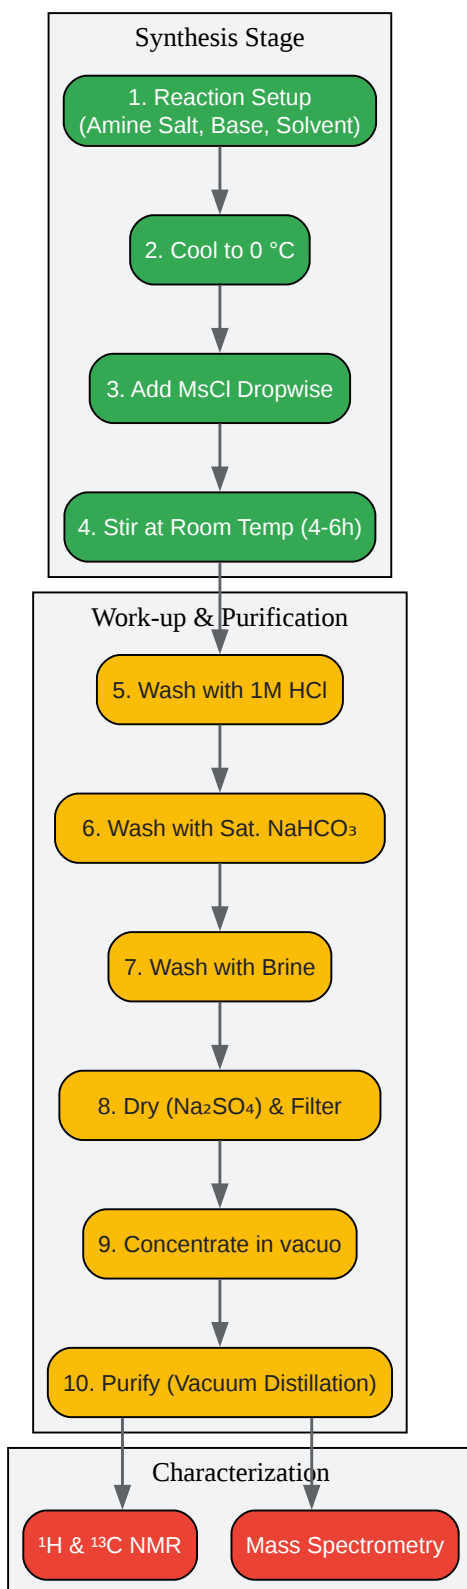 Synthesis Stage
1. Reaction Setup
(Amine Salt, Base, Solvent)
2. Cool to 0 °C
3. Add MsCl Dropwise
4. Stir at Room Temp (4-6h)
Work-up & Purification
5. Wash with 1M HCl
6. Wash with Sat. NaHCO₃
7. Wash with Brine
8. Dry (Na₂SO₄) & Filter
9. Concentrate in vacuo
10. Purify (Vacuum Distillation)
Characterization
¹H & ¹³C NMR
Mass Spectrometry